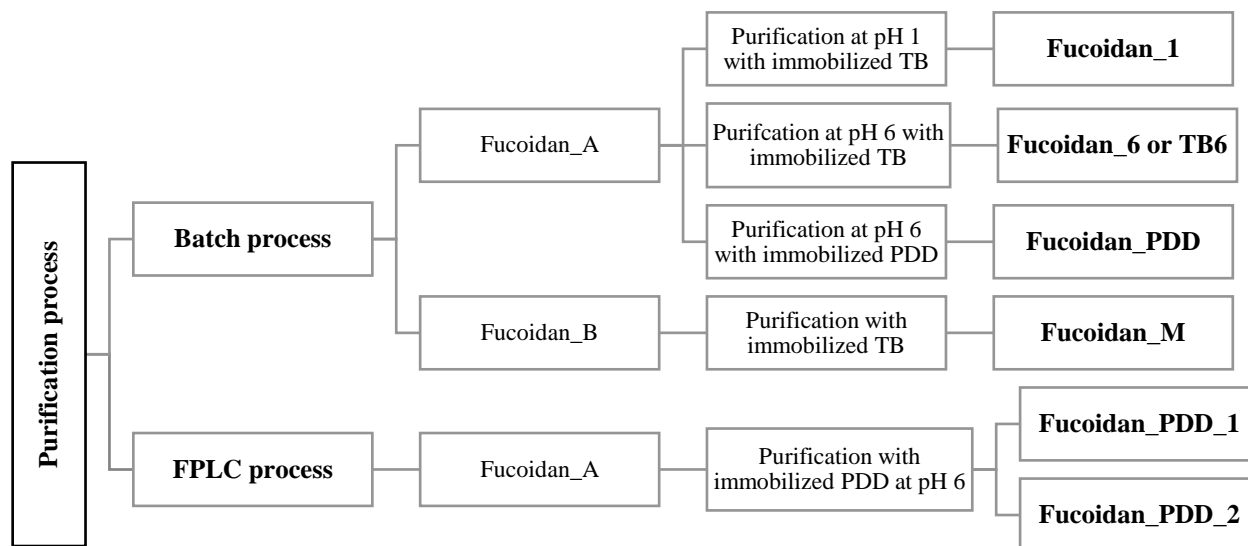 Purification process
Batch process
Fucoidan_A
Purification at pH 1
with immobilized TB
Fucoidan_1
Purifcation at pH 6 with
immobilized TB
Fucoidan_6 or TB6
Purification at pH 6
with immobilized PDD
Fucoidan_PDD
Fucoidan_B
Purification with
immobilized TB
Fucoidan_M
FPLC process
Fucoidan_A
Purification with
immobilized PDD at pH 6
Fucoidan_PDD_1
Fucoidan_PDD_2